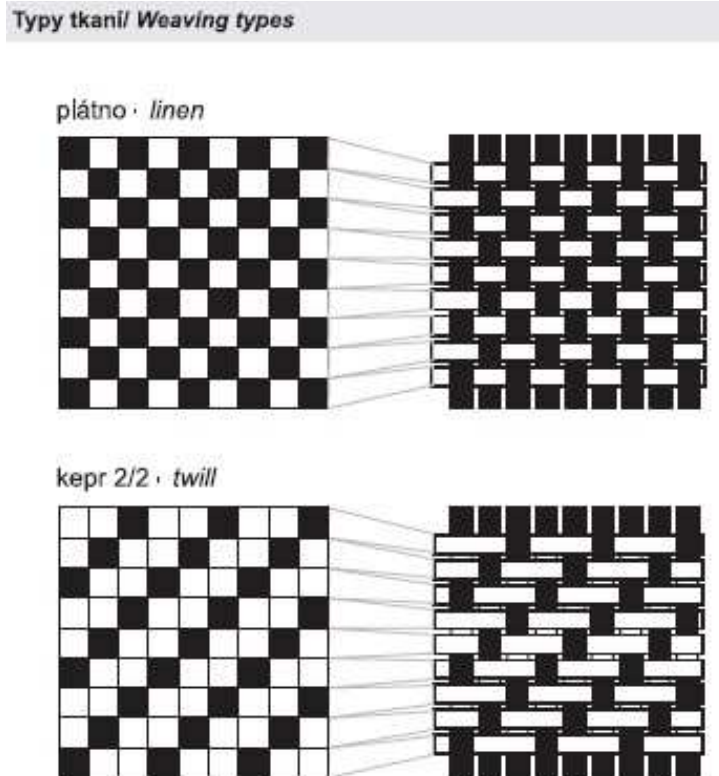 Typy tkaní/ Weaving types
plátno · linen
kepr 2/2 · twill